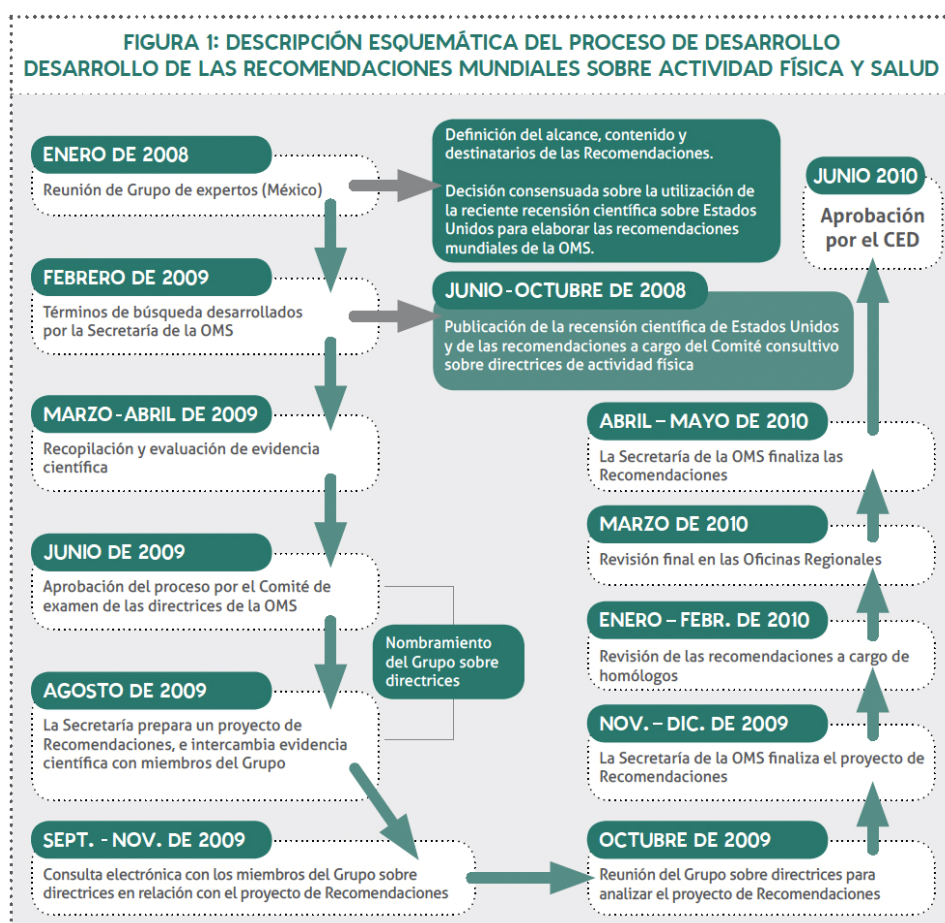 FIGURA 1: DESCRIPCIÓN ESQUEMÁTICA DEL PROCESO DE DESARROLLO
DESARROLLO DE LAS RECOMENDACIONES MUNDIALES SOBRE ACTIVIDAD FÍSICA Y SALUD
ENERO DE 2008
Reunión de Grupo de expertos (México)
Definición del alcance, contenido y
destinatarios de las Recomendaciones.
Decisión consensuada sobre la utilización de
la reciente recensión científica sobre Estados
Unidos para elaborar las recomendaciones
mundiales de la OMS.
FEBRERO DE 2009
Términos de búsqueda desarrollados
por la Secretaría de la OMS
JUNIO-OCTUBRE DE 2008
Publicación de la recensión científica de Estados Unidos
y de las recomendaciones a cargo del Comité consultivo
sobre directrices de actividad física
MARZO-ABRIL DE 2009
Recopilación y evaluación de evidencia
científica
JUNIO DE 2009
Aprobación del proceso por el Comité de
examen de las directrices de la OMS
Nombramiento
del Grupo sobre
directrices
AGOSTO DE 2009
La Secretaría prepara un proyecto de
Recomendaciones, e intercambia evidencia
científica con miembros del Grupo
SEPT. - NOV. DE 2009
Consulta electrónica con los miembros del Grupo sobre
directrices en relación con el proyecto de Recomendaciones
OCTUBRE DE 2009
Reunión del Grupo sobre directrices para
analizar el proyecto de Recomendaciones
NOV. – DIC. DE 2009
La Secretaría de la OMS finaliza el proyecto de
Recomendaciones
ENERO – FEBR. DE 2010
Revisión de las recomendaciones a cargo de
homólogos
MARZO DE 2010
Revisión final en las Oficinas Regionales
ABRIL – MAYO DE 2010
La Secretaría de la OMS finaliza las
Recomendaciones
JUNIO 2010
Aprobación
por el CED